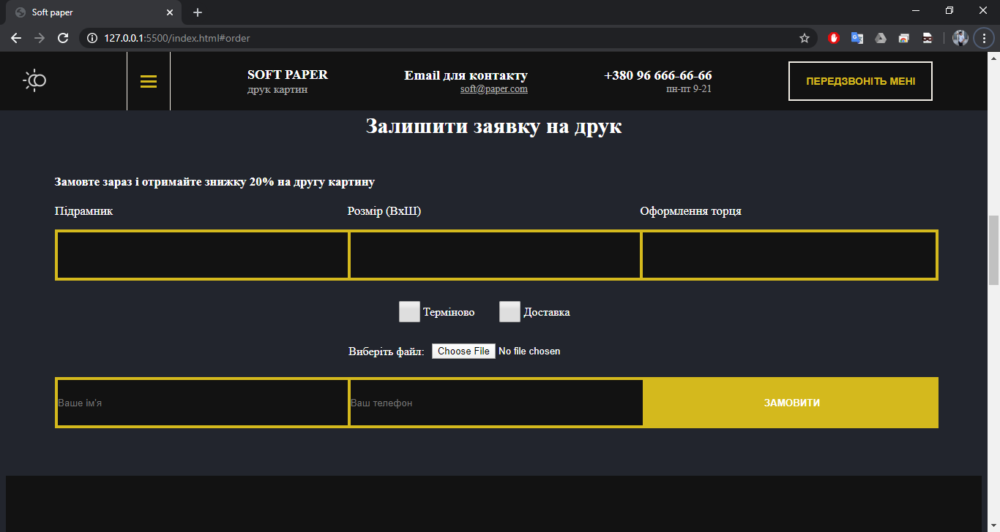 Soft paper
127.0.0.1:5500/index.html#order
SOFT PAPER
друк картин
Email для контакту
soft@paper.com
+380 96 666-66-66
пн-пт 9-21
ПЕРЕДЗВОНІТЬ МЕНІ
Залишити заявку на друк
Замовте зараз і отримайте знижку 20% на другу картину
Підрамник
Розмір (ВхШ)
Оформлення торця
Терміново
Доставка
Виберіть файл:
Choose File
No file chosen
Ваше ім'я
Ваш телефон
ЗАМОВИТИ